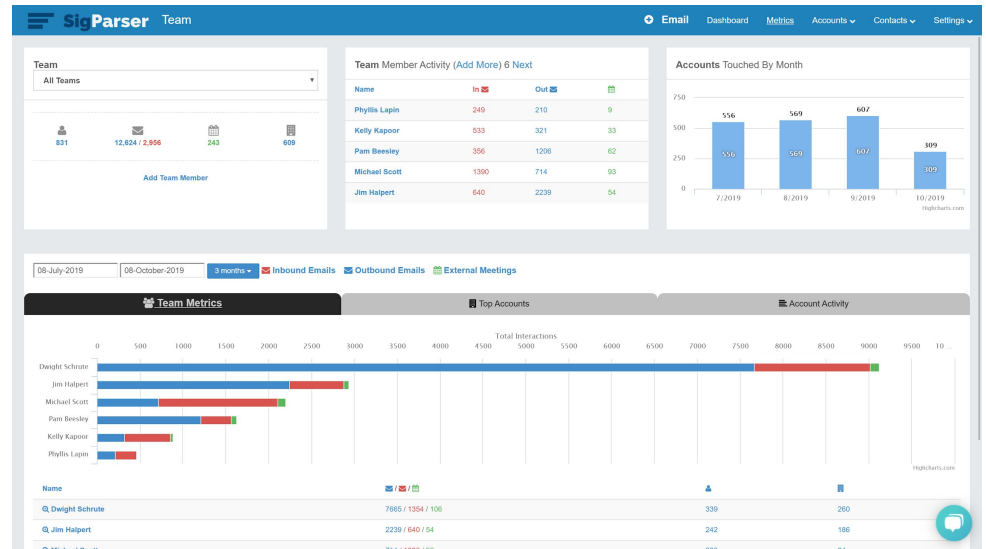 SigParser Team
Email Dashboard Metrics Accounts Contacts Settings
Team
All Teams
831 12,624 / 2,956 243 609
Add Team Member
Team Member Activity (Add More) 6 Next
Name In Out
Phyllis Lapin 249 210 9
Kelly Kapoor 533 321 33
Pam Beesley 356 1206 62
Michael Scott 1390 714 93
Jim Halpert 640 2239 54
Accounts Touched By Month
750
500
250
0
556 569 607 309
556 569 607 309
7/2019 8/2019 9/2019 10/2019
Highcharts.com
08-July-2019 08-October-2019 3 months Inbound Emails Outbound Emails External Meetings
Team Metrics Top Accounts Account Activity
Total Interactions
0 500 1000 1500 2000 2500 3000 3500 4000 4500 5000 5500 6000 6500 7000 7500 8000 8500 9000 9500 10 ...
Dwight Schrute
Jim Halpert
Michael Scott
Pam Beesley
Kelly Kapoor
Phyllis Lapin
Highcharts.com
Name / /
Dwight Schrute 7665 / 1354 / 106 339 260
Jim Halpert 2239 / 640 / 54 242 186